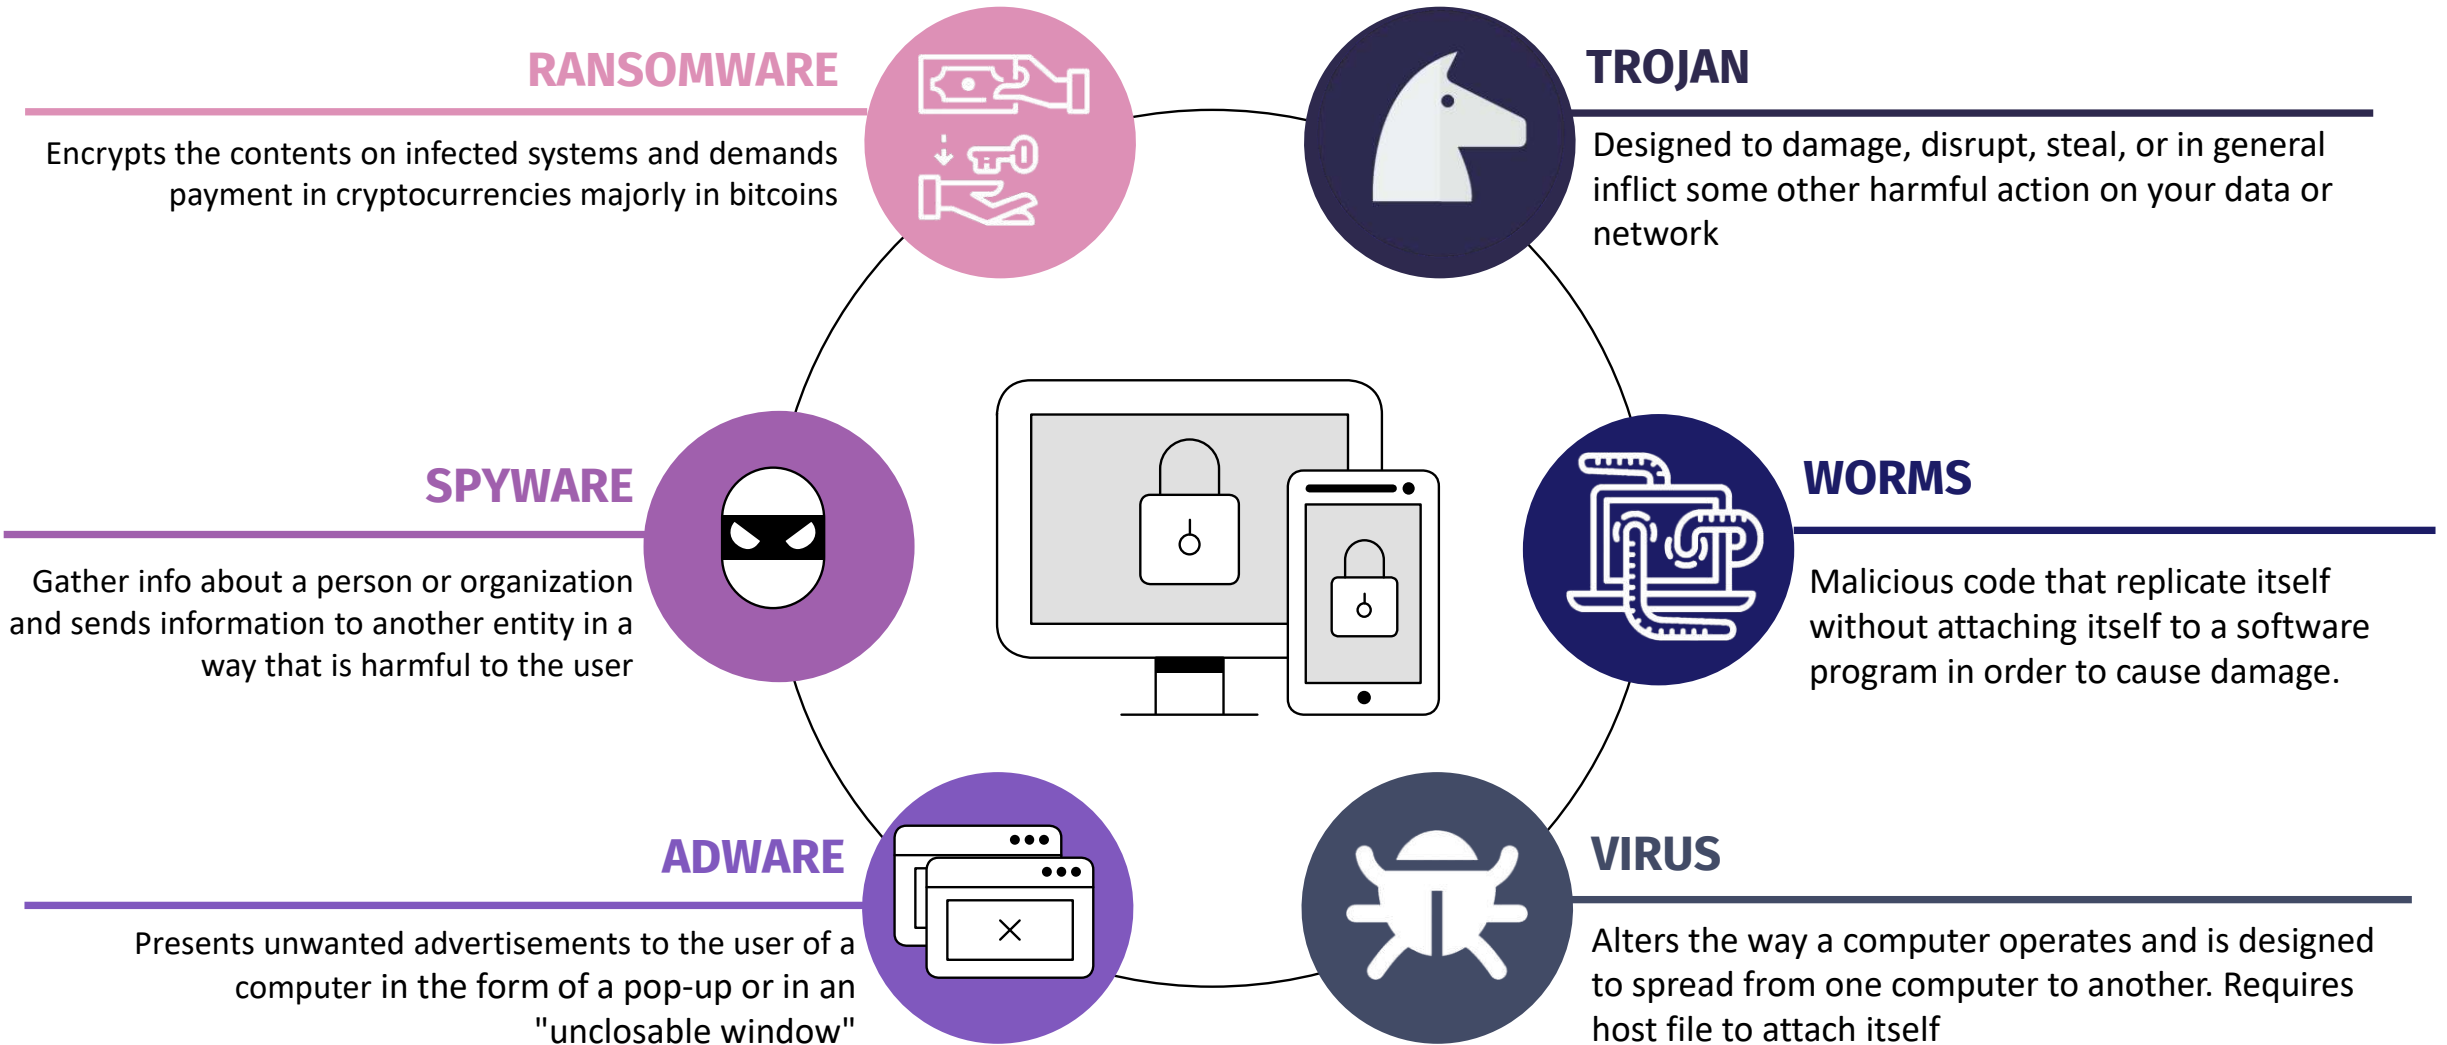 RANSOMWARE
Encrypts the contents on infected systems and demands
payment in cryptocurrencies majorly in bitcoins
TROJAN
Designed to damage, disrupt, steal, or in general
inflict some other harmful action on your data or
network
SPYWARE
Gather info about a person or organization
and sends information to another entity in a
way that is harmful to the user
WORMS
Malicious code that replicate itself
without attaching itself to a software
program in order to cause damage.
ADWARE
Presents unwanted advertisements to the user of a
computer in the form of a pop-up or in an
"unclosable window"
VIRUS
Alters the way a computer operates and is designed
to spread from one computer to another. Requires
host file to attach itself